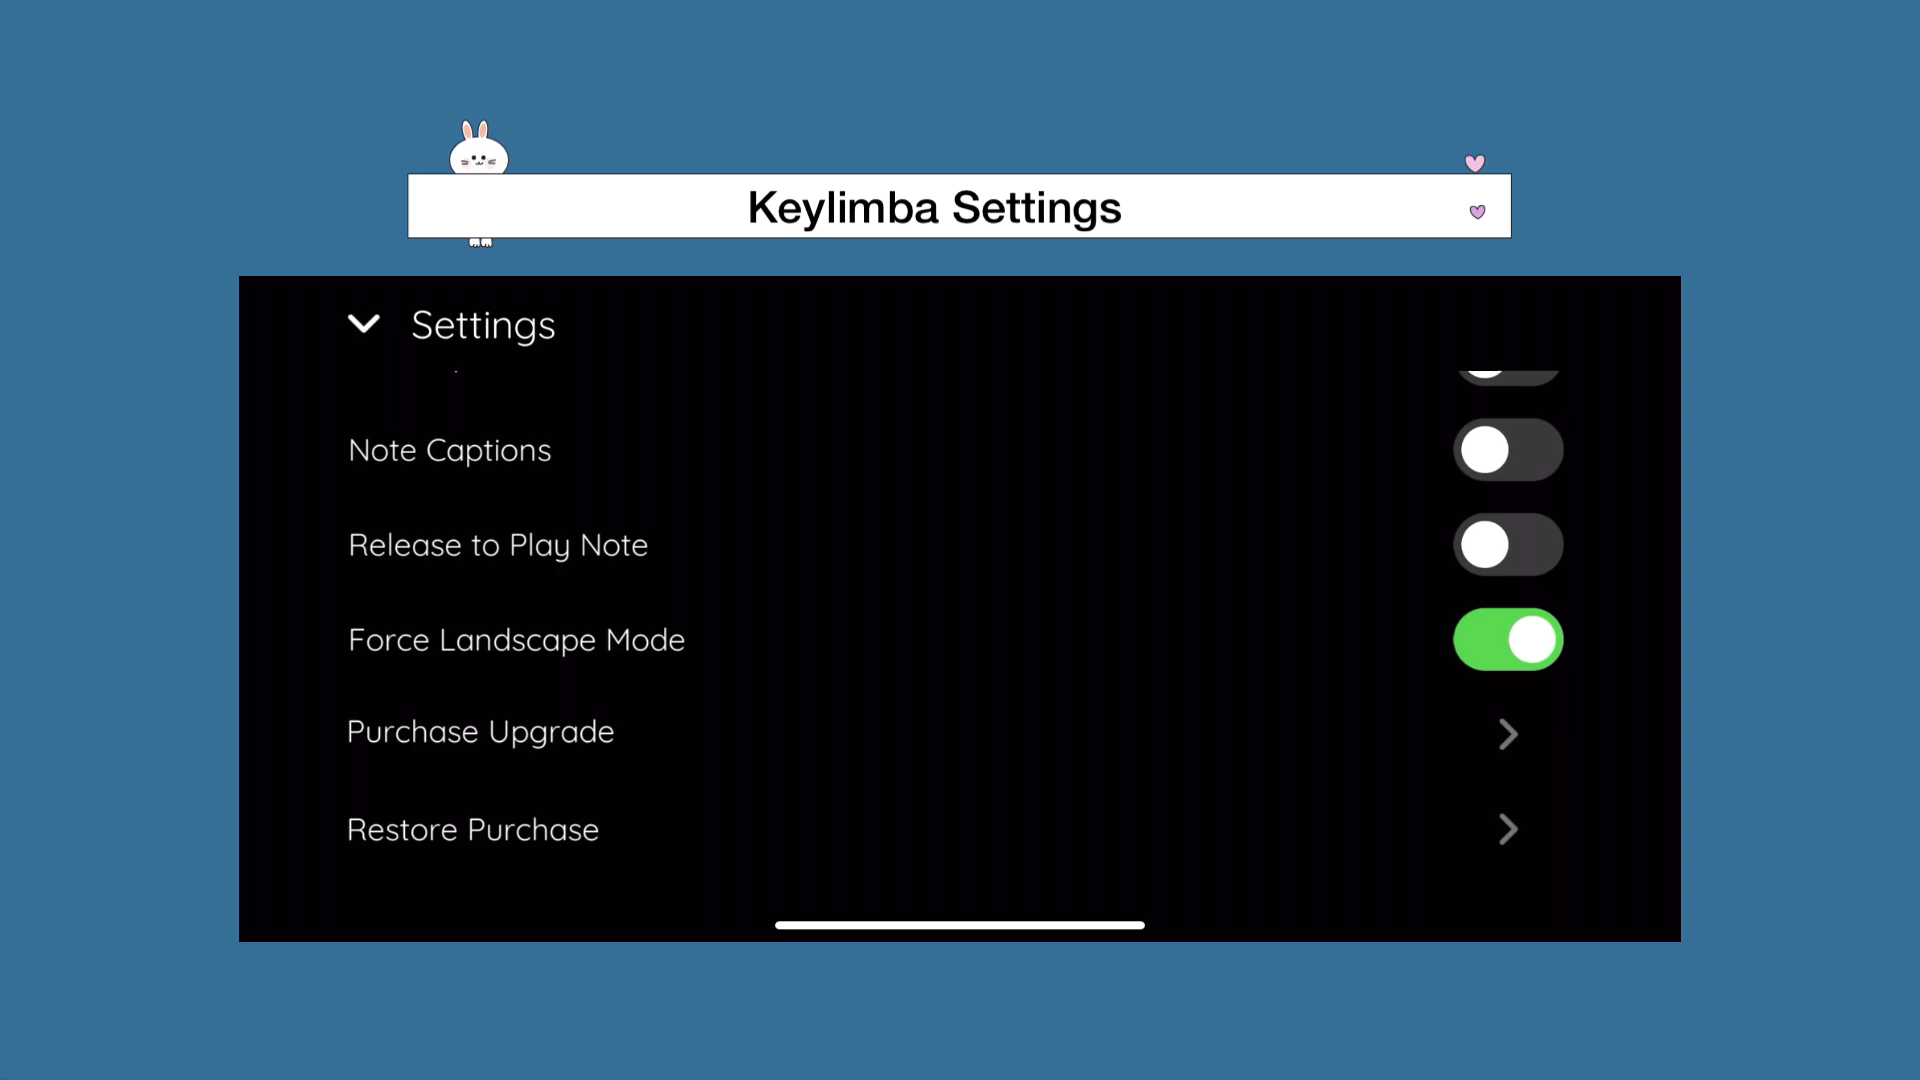 Keylimba Settings
Settings
Note Captions
Release to Play Note
Force Landscape Mode
Purchase Upgrade
Restore Purchase